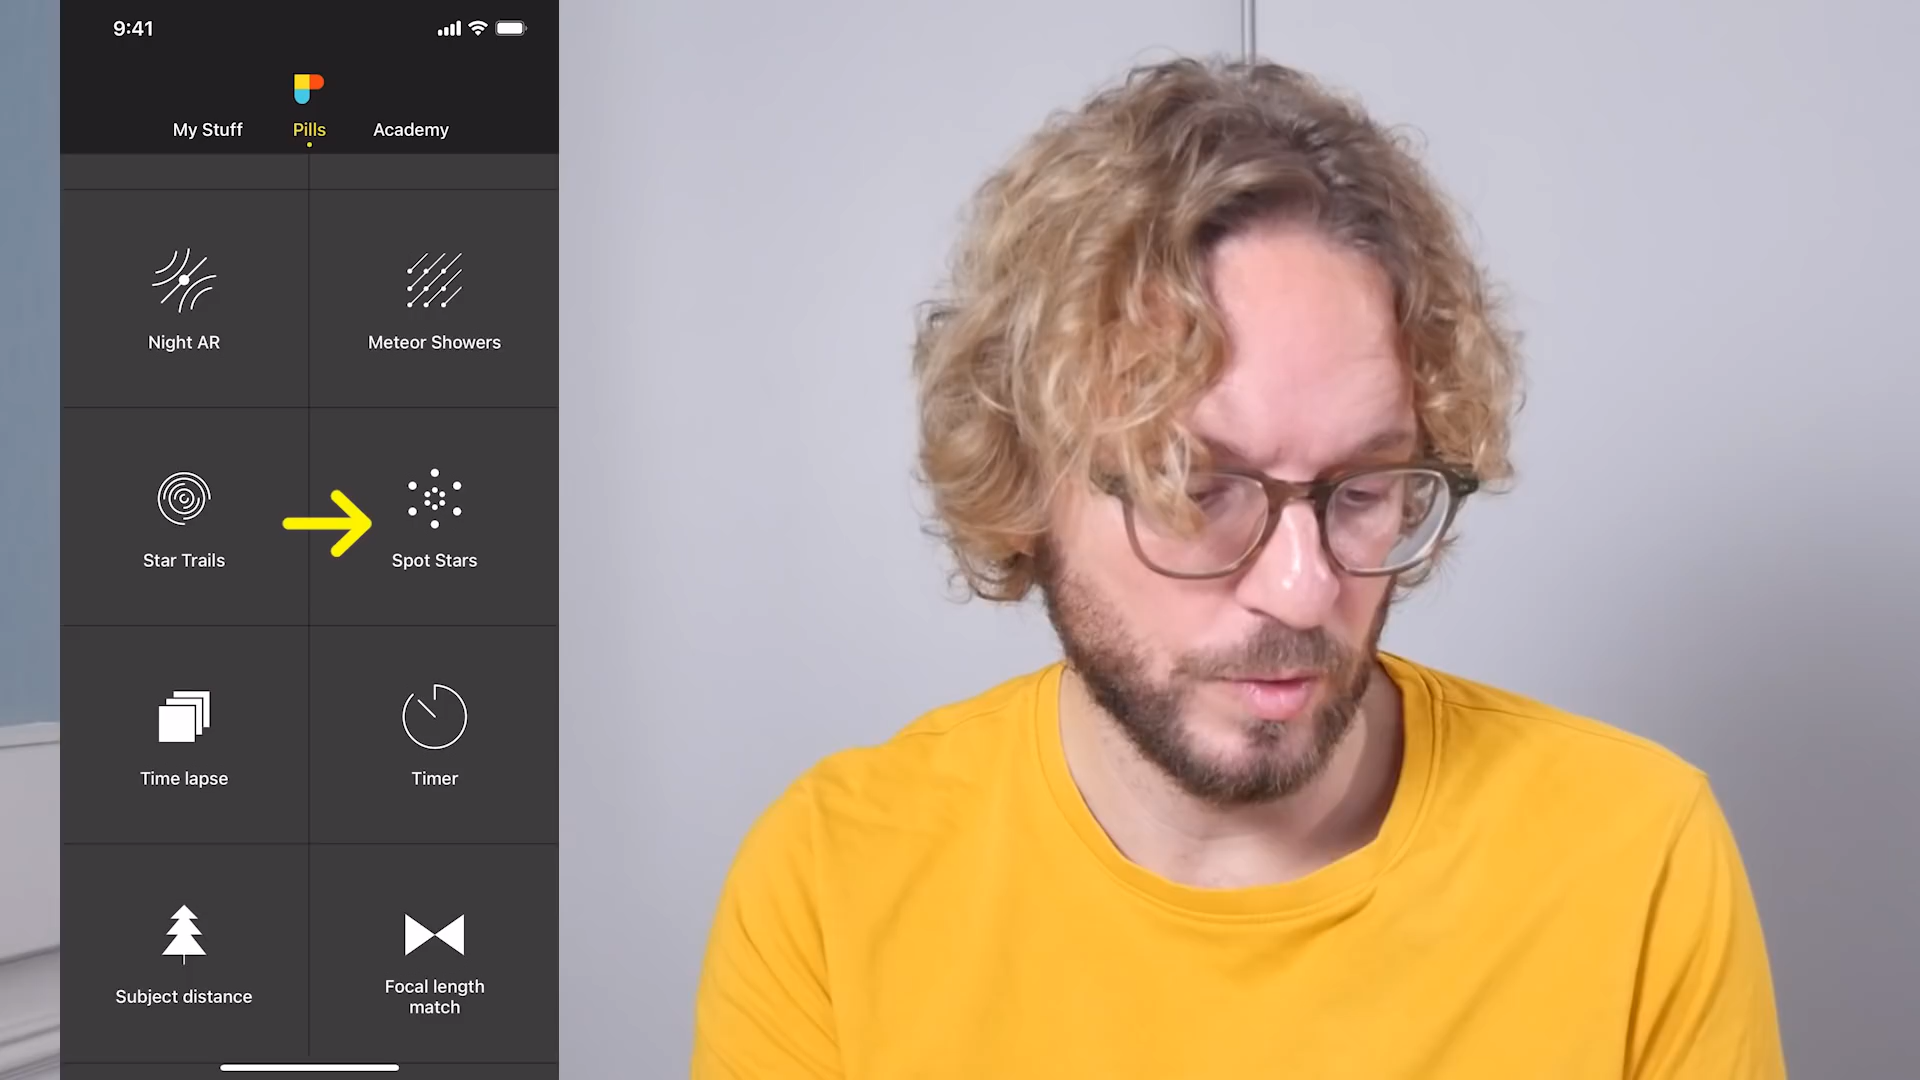 9:41
My Stuff
Pills
Academy
Night AR
Meteor Showers
Star Trails
Spot Stars
Time lapse
Timer
Subject distance
Focal length
match